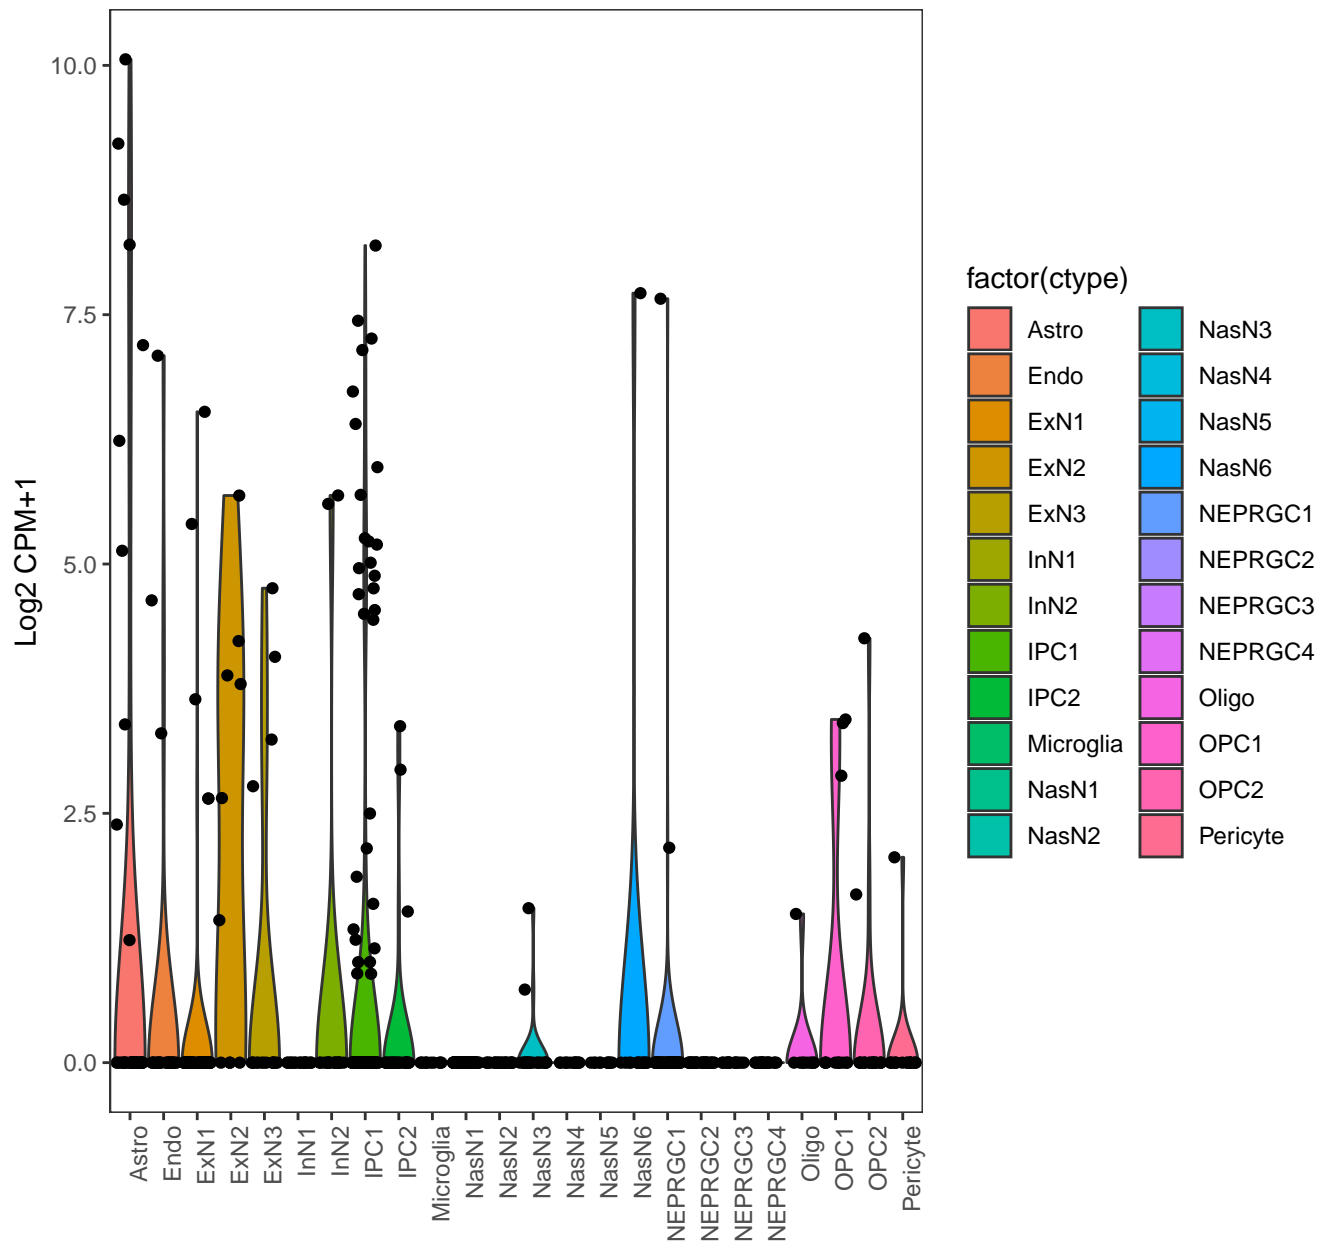 10.0
7.5
5.0
2.5
0.0
Log2 CPM+1
Astro
Endo
ExN1
ExN2
ExN3
InN1
InN2
IPC1
IPC2
Microglia
NasN1
NasN2
NasN3
NasN4
NasN5
NasN6
NEPRGC1
NEPRGC2
NEPRGC3
NEPRGC4
Oligo
OPC1
OPC2
Pericyte
factor(ctype)
Astro
Endo
ExN1
ExN2
ExN3
InN1
InN2
IPC1
IPC2
Microglia
NasN1
NasN2
NasN3
NasN4
NasN5
NasN6
NEPRGC1
NEPRGC2
NEPRGC3
NEPRGC4
Oligo
OPC1
OPC2
Pericyte